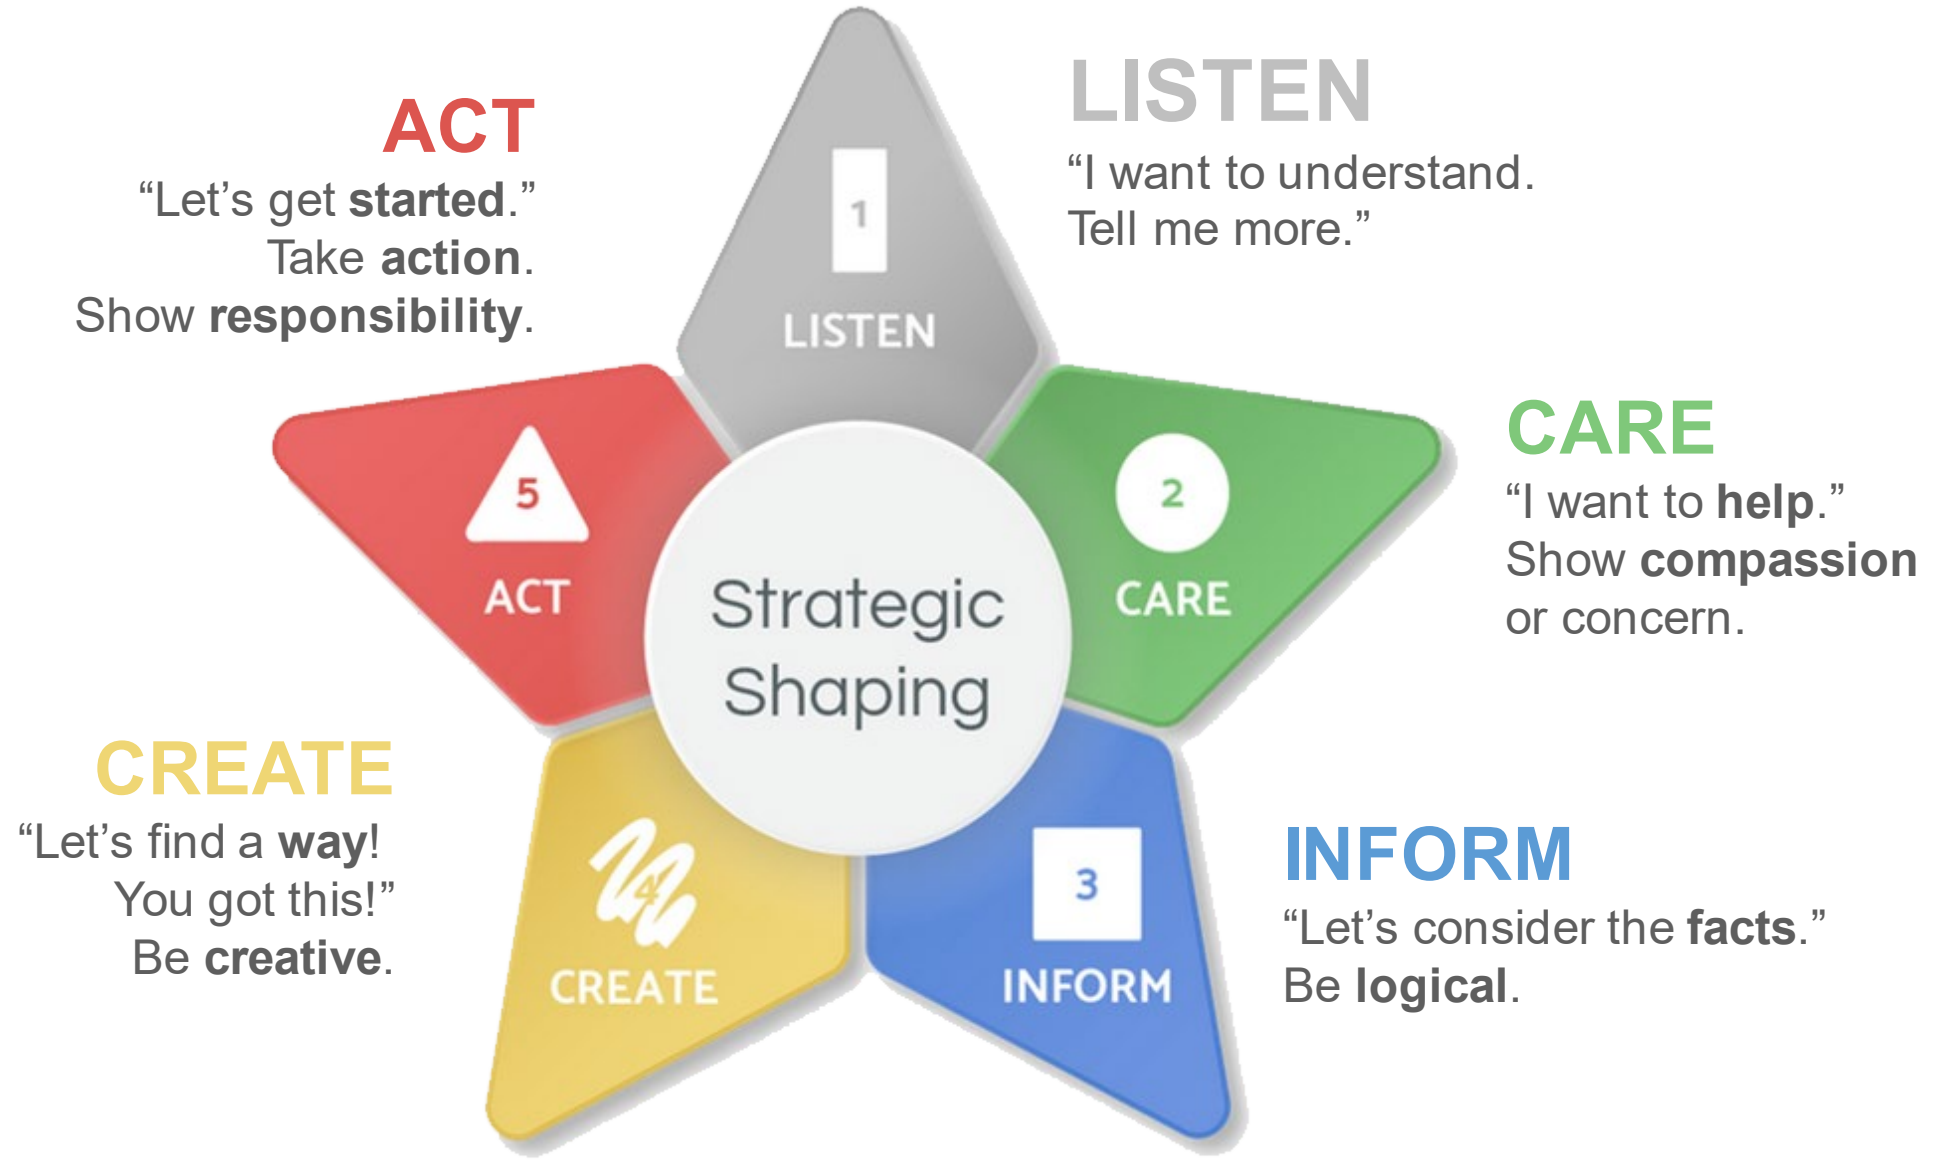 LISTEN
“I want to understand.
Tell me more.”
ACT
“Let’s get started.”
Take action.
Show responsibility.
1
LISTEN
CARE
“I want to help.”
Show compassion
or concern.
5
ACT
2
CARE
Strategic
Shaping
CREATE
“Let’s find a way!
You got this!”
Be creative.
4
CREATE
3
INFORM
INFORM
“Let’s consider the facts.”
Be logical.